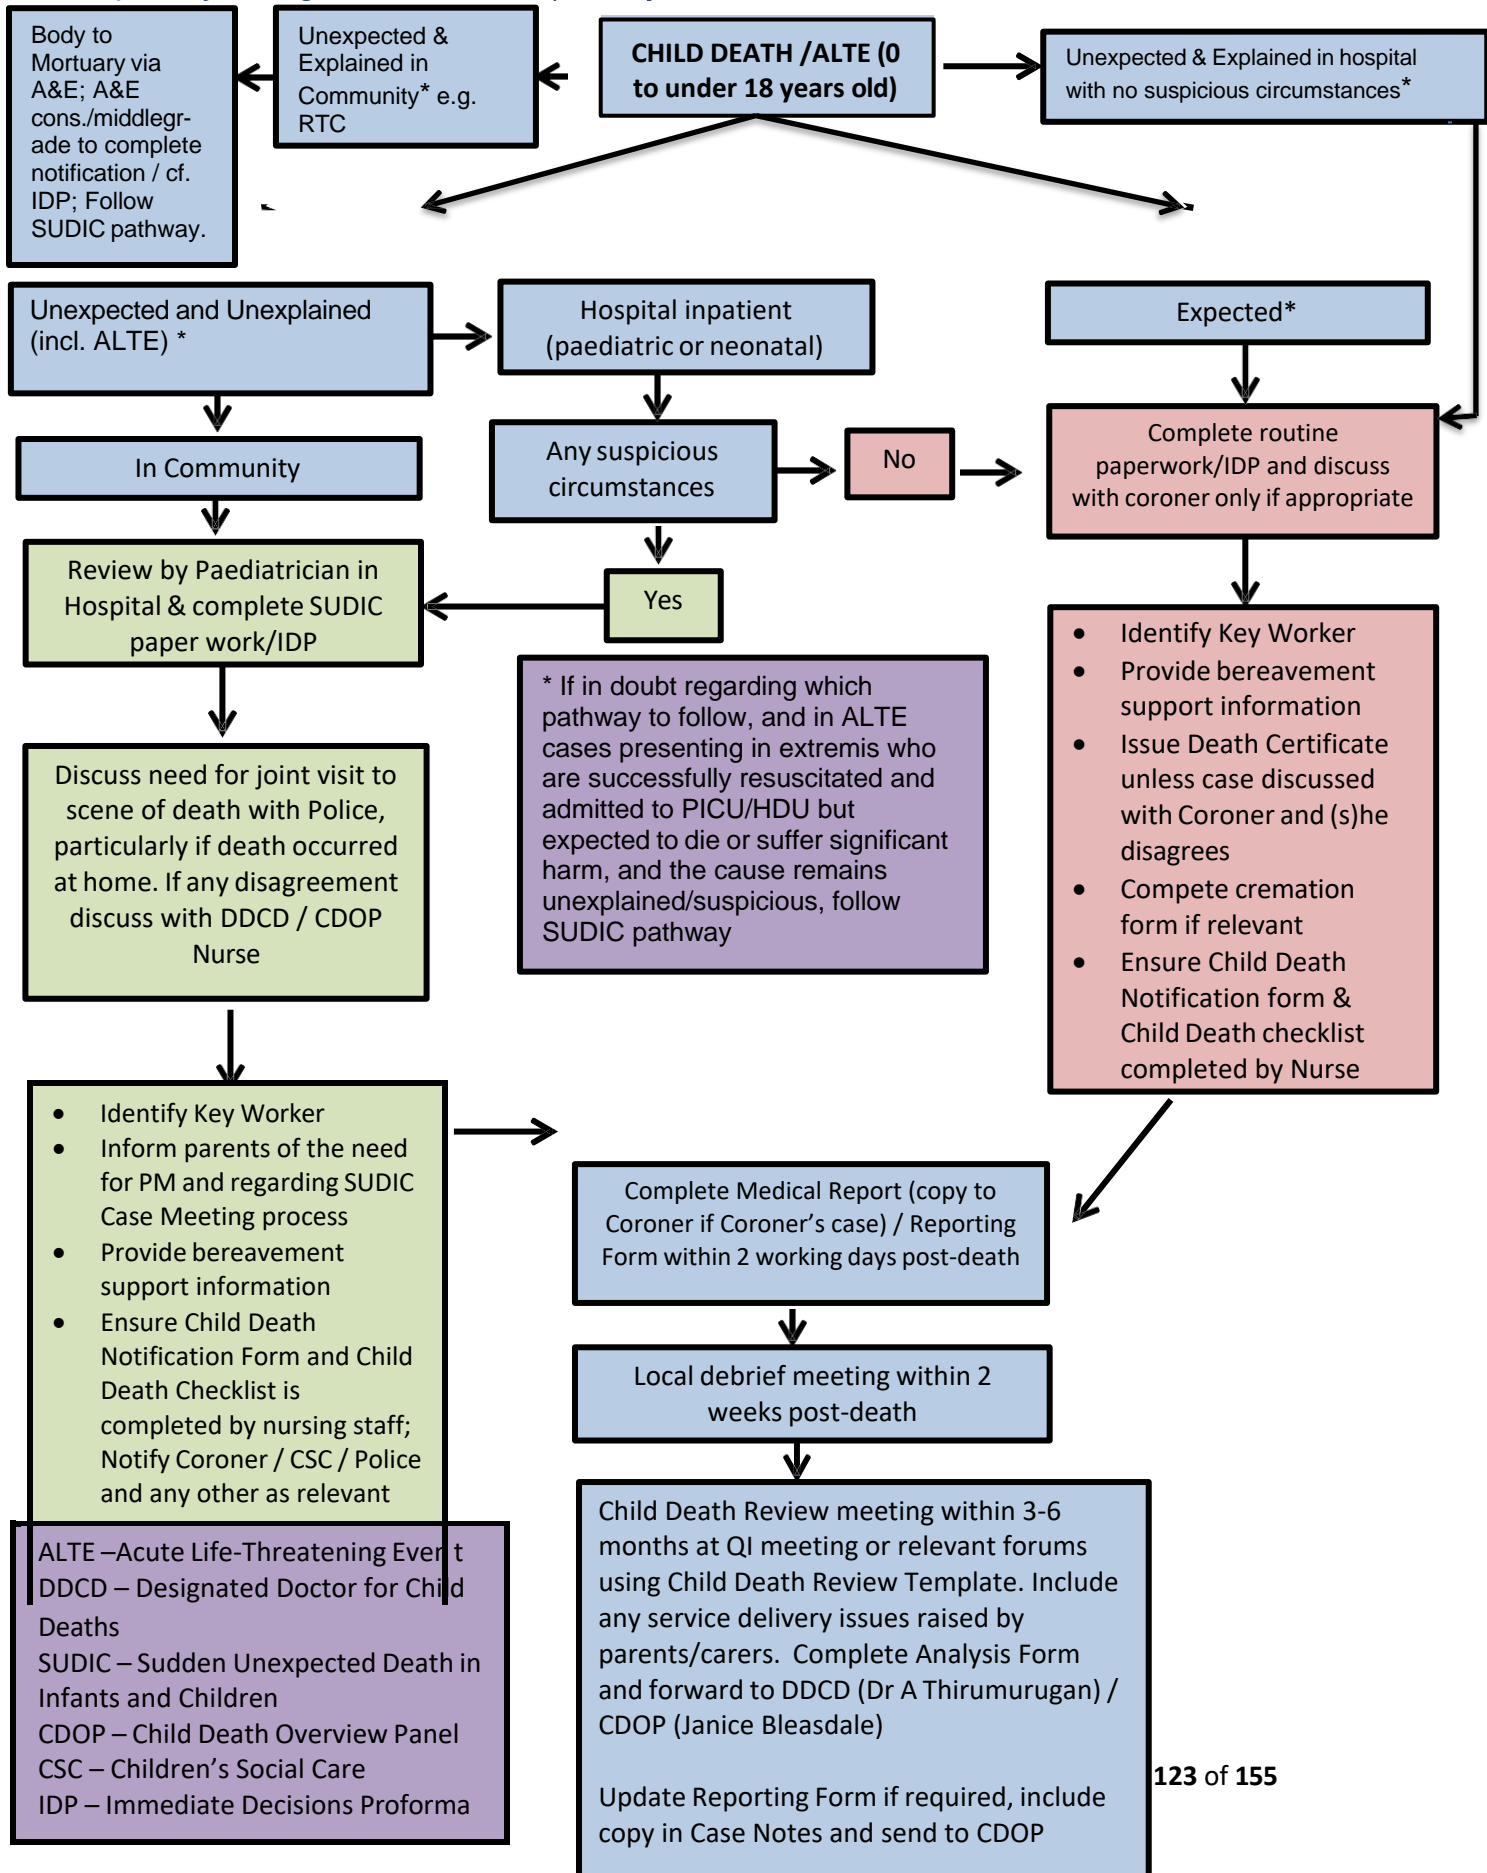 Body to
Mortuary via
A&E; A&E
cons./middlegr-
ade to complete
notification / cf.
IDP; Follow
SUDIC pathway.
Unexpected &
Explained in
Community* e.g.
RTC
CHILD DEATH /ALTE (0
to under 18 years old)
Unexpected & Explained in hospital
with no suspicious circumstances*
Unexpected and Unexplained
(incl. ALTE) *
Hospital inpatient
(paediatric or neonatal)
Expected*
In Community
Any suspicious
circumstances
No
Complete routine
paperwork/IDP and discuss
with coroner only if appropriate
Review by Paediatrician in
Hospital & complete SUDIC
paper work/IDP
Yes
* If in doubt regarding which
pathway to follow, and in ALTE
cases presenting in extremis who
are successfully resuscitated and
admitted to PICU/HDU but
expected to die or suffer significant
harm, and the cause remains
unexplained/suspicious, follow
SUDIC pathway
• Identify Key Worker
• Provide bereavement
support information
• Issue Death Certificate
unless case discussed
with Coroner and (s)he
disagrees
• Compete cremation
form if relevant
• Ensure Child Death
Notification form &
Child Death checklist
completed by Nurse
Discuss need for joint visit to
scene of death with Police,
particularly if death occurred
at home. If any disagreement
discuss with DDCD / CDOP
Nurse
• Identify Key Worker
• Inform parents of the need
for PM and regarding SUDIC
Case Meeting process
• Provide bereavement
support information
• Ensure Child Death
Notification Form and Child
Death Checklist is
completed by nursing staff;
Notify Coroner / CSC / Police
and any other as relevant
Complete Medical Report (copy to
Coroner if Coroner’s case) / Reporting
Form within 2 working days post-death
Local debrief meeting within 2
weeks post-death
Child Death Review meeting within 3-6
months at QI meeting or relevant forums
using Child Death Review Template. Include
any service delivery issues raised by
parents/carers. Complete Analysis Form
and forward to DDCD (Dr A Thirumurugan) /
CDOP (Janice Bleasdale)
Update Reporting Form if required, include
copy in Case Notes and send to CDOP
ALTE –Acute Life-Threatening Event
DDCD – Designated Doctor for Child
Deaths
SUDIC – Sudden Unexpected Death in
Infants and Children
CDOP – Child Death Overview Panel
CSC – Children’s Social Care
IDP – Immediate Decisions Proforma
123 of 155